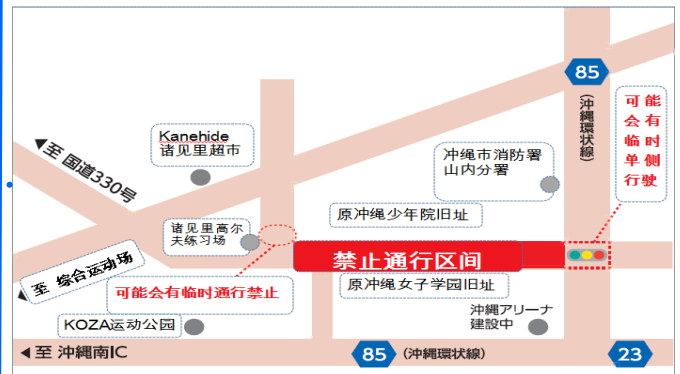 85
(沖縄環状線)
可能
会有
临时
单侧
行驶
Kanehide
诸见里超市
至 国道330号
冲绳市消防署
山内分署
原冲绳少年院旧址
诸见里高尔
夫练习场
禁止通行区间
至 综合运动场
可能会有临时通行禁止
原冲绳女子学园旧址
沖縄アリーナ
建設中
KOZA运动公园
至 沖縄南IC
85 (沖縄環状線)
23